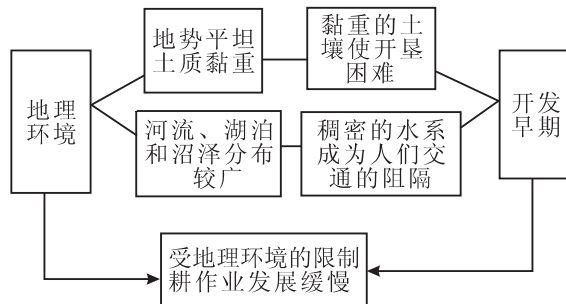 地势平坦
土质黏重
黏重的土
壤使开垦
困难
地理
环境
开发
早期
河流、湖泊
和沼泽分布
较广
稠密的水系
成为人们交
通的阻隔
受地理环境的限制
耕作业发展缓慢